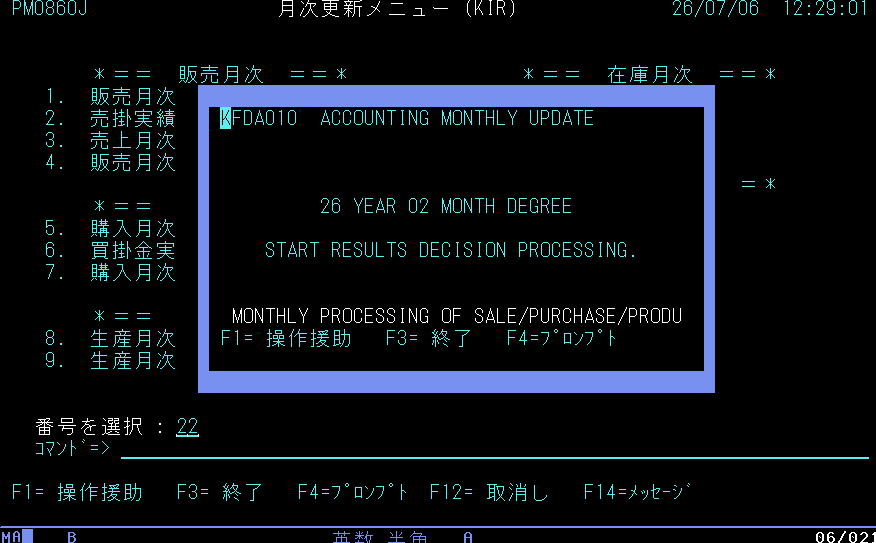 PM0860J 月次更新メニュー (KIR) 26/07/06 12:29:01
*== 販売月次 ==* *== 在庫月次 ==*
1. 販売月次
2. 売掛実績 KFDA010 ACCOUNTING MONTHLY UPDATE
3. 売上月次
4. 販売月次
=*
*== 26 YEAR 02 MONTH DEGREE
5. 購入月次
6. 買掛金実 START RESULTS DECISION PROCESSING.
7. 購入月次
*== MONTHLY PROCESSING OF SALE/PURCHASE/PRODU
8. 生産月次 F1= 操作援助 F3= 終了 F4=ﾌﾟﾛﾝﾌﾟﾄ
9. 生産月次
番号を選択 : 22
ｺﾏﾝﾄﾞ=>
F1= 操作援助 F3= 終了 F4=ﾌﾟﾛﾝﾌﾟﾄ F12= 取消し F14=ﾒｯｾｰｼﾞ
MA B 英数 半角 A 06/021